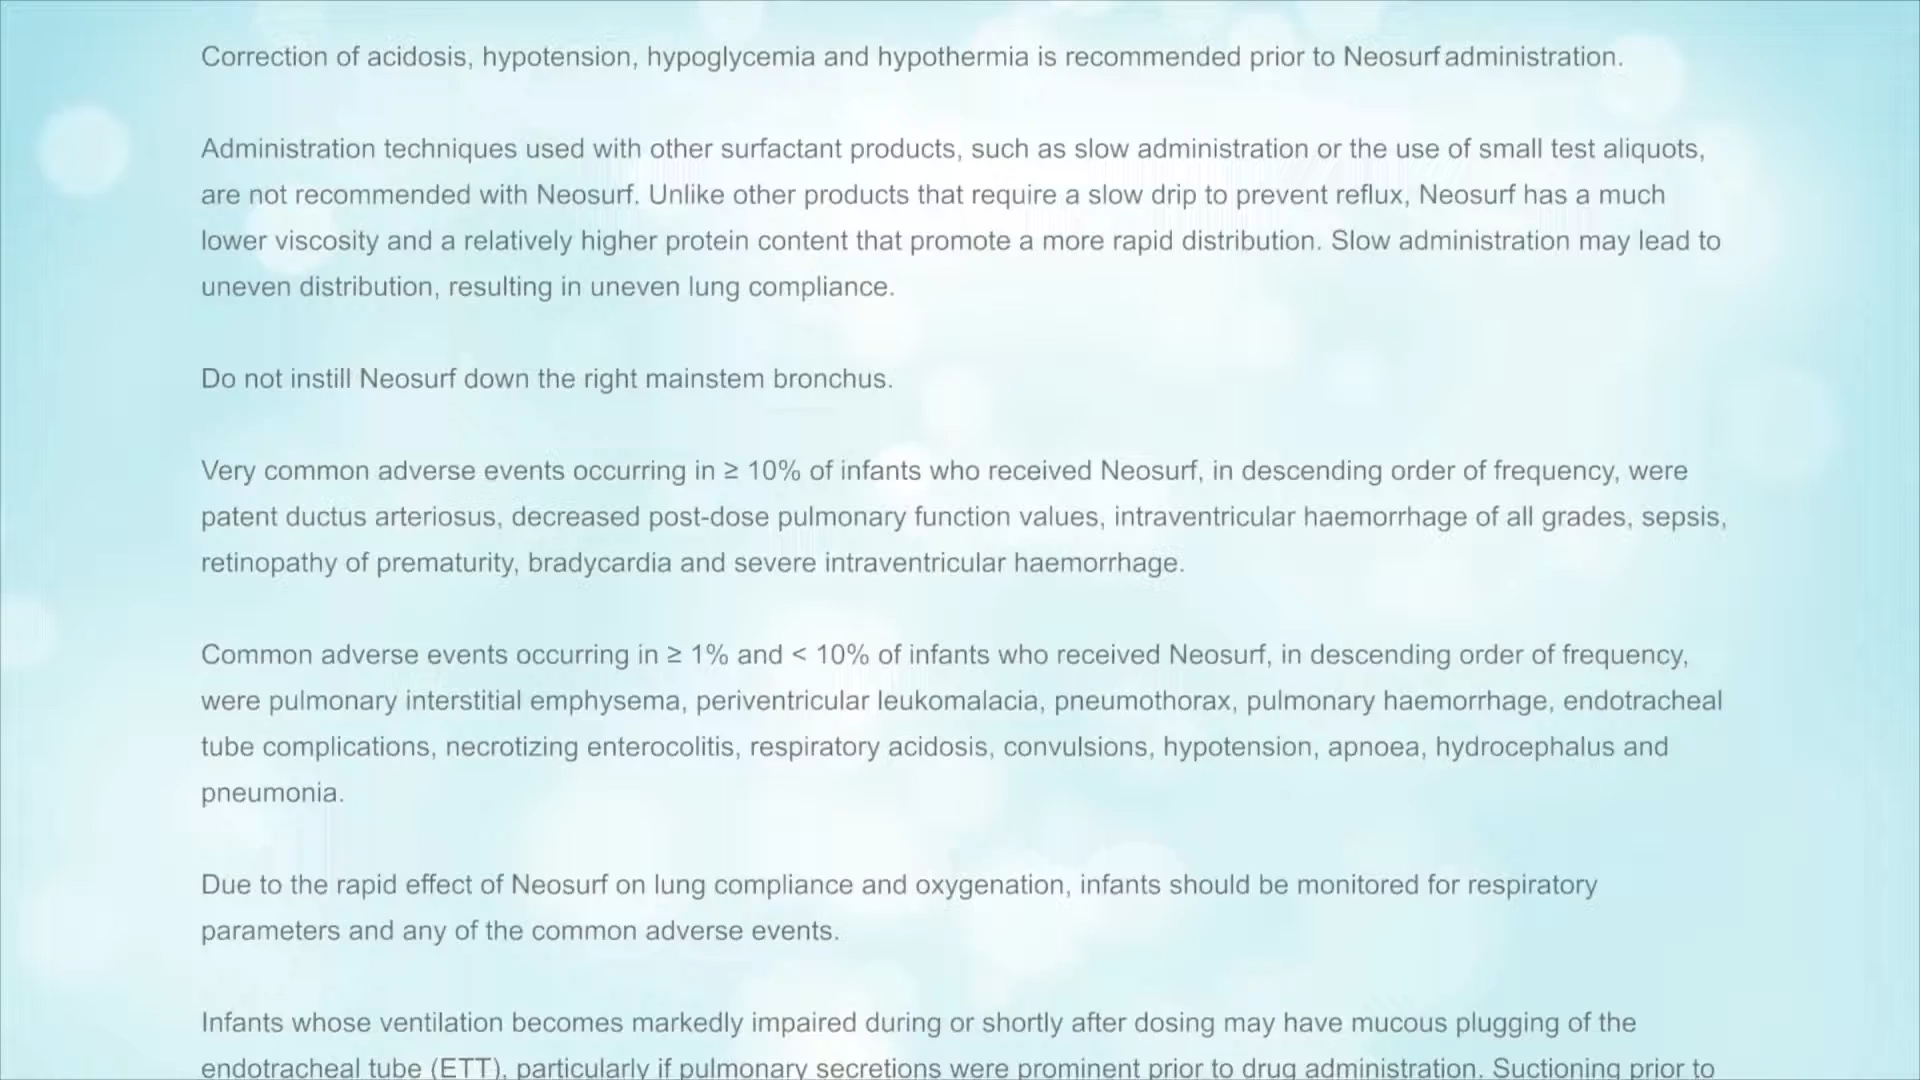 Correction of acidosis, hypotension, hypoglycemia and hypothermia is recommended prior to Neosurf administration.
Administration techniques used with other surfactant products, such as slow administration or the use of small test aliquots,
are not recommended with Neosurf. Unlike other products that require a slow drip to prevent reflux, Neosurf has a much
lower viscosity and a relatively higher protein content that promote a more rapid distribution. Slow administration may lead to
uneven distribution, resulting in uneven lung compliance.
Do not instill Neosurf down the right mainstem bronchus.
Very common adverse events occurring in ≥ 10% of infants who received Neosurf, in descending order of frequency, were
patent ductus arteriosus, decreased post-dose pulmonary function values, intraventricular haemorrhage of all grades, sepsis,
retinopathy of prematurity, bradycardia and severe intraventricular haemorrhage.
Common adverse events occurring in ≥ 1% and < 10% of infants who received Neosurf, in descending order of frequency,
were pulmonary interstitial emphysema, periventricular leukomalacia, pneumothorax, pulmonary haemorrhage, endotracheal
tube complications, necrotizing enterocolitis, respiratory acidosis, convulsions, hypotension, apnoea, hydrocephalus and
pneumonia.
Due to the rapid effect of Neosurf on lung compliance and oxygenation, infants should be monitored for respiratory
parameters and any of the common adverse events.
Infants whose ventilation becomes markedly impaired during or shortly after dosing may have mucous plugging of the
endotracheal tube (ETT), particularly if pulmonary secretions were prominent prior to drug administration. Suctioning prior to